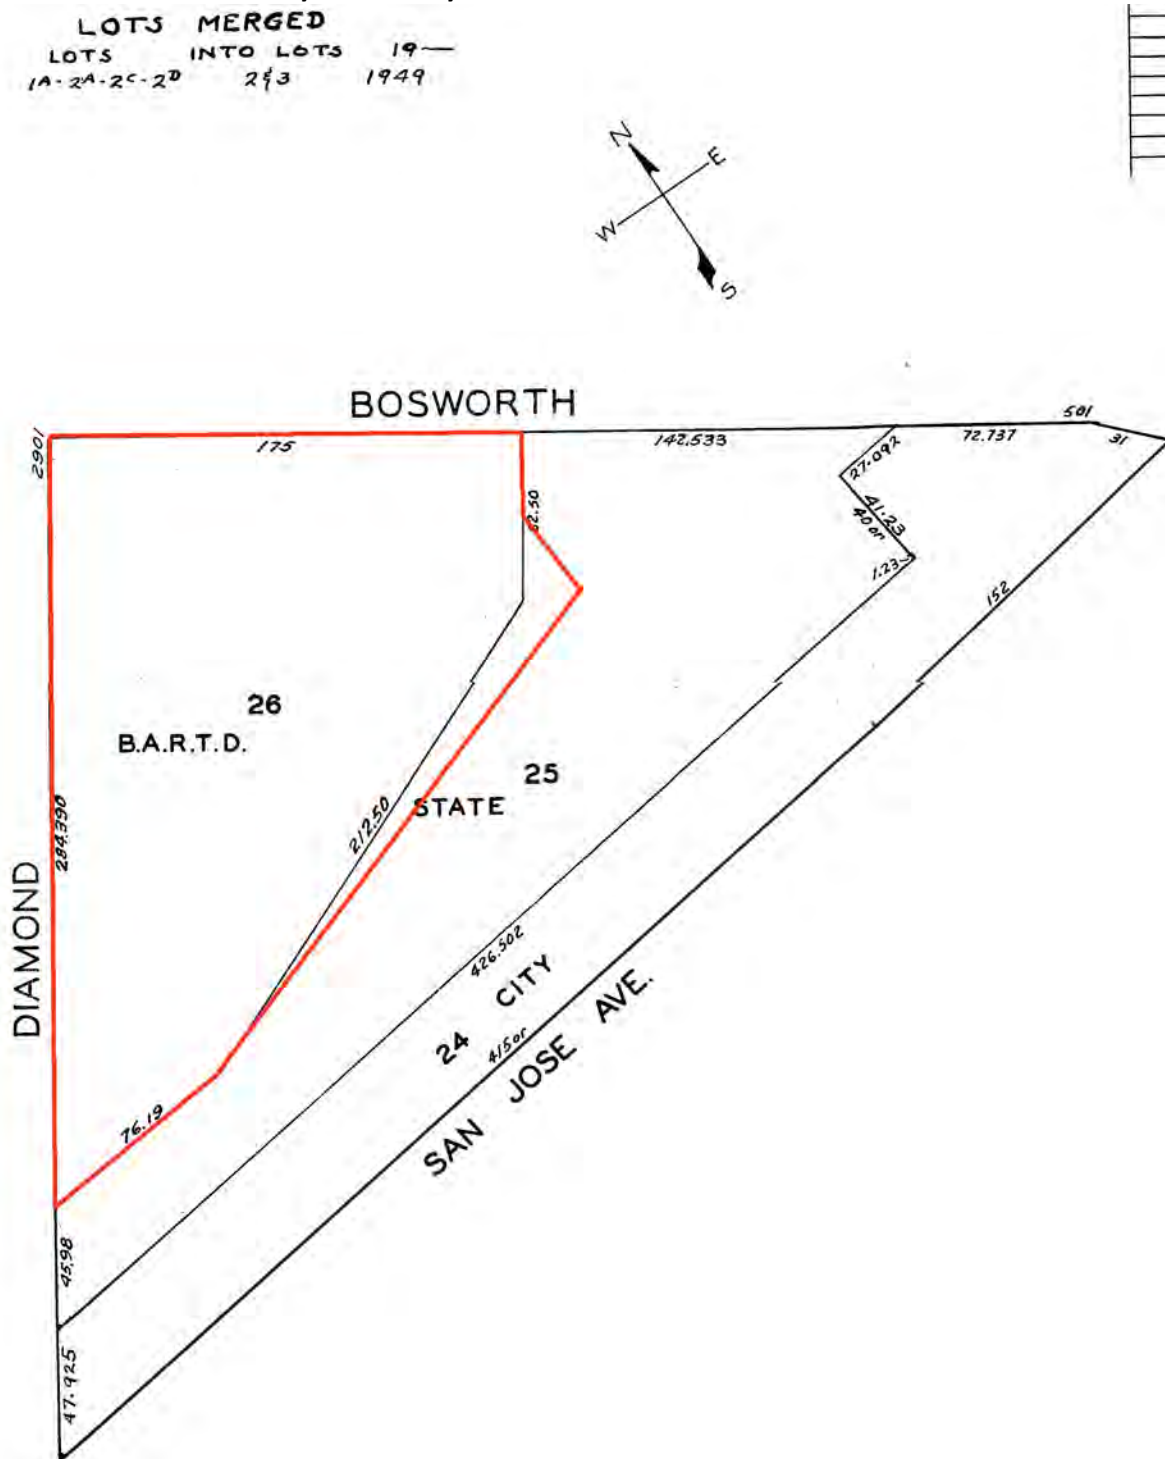 LOTS MERGED
LOTS INTO LOTS 19—
1A-2A-2C-2D 2&3 1949
N
E
W
S
BOSWORTH
501
2901
175
142.533
72.737
31
27.092
62.50
41.23
40 or
1.23
152
26
B.A.R.T.D.
25
STATE
212.50
284.390
DIAMOND
426.502
24 CITY
415 or
SAN JOSE AVE.
76.19
45.98
47.925